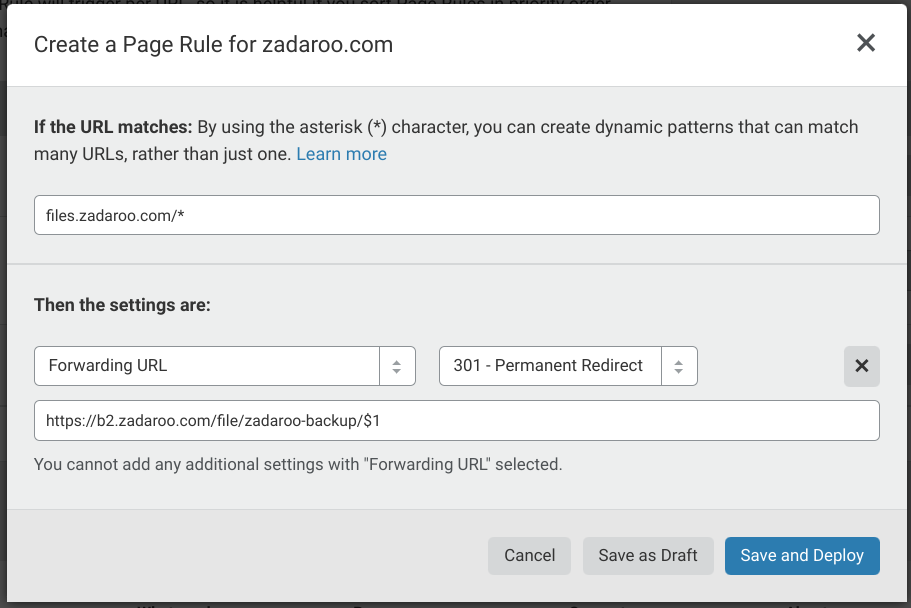 Create a Page Rule for zadaroo.com
If the URL matches: By using the asterisk (*) character, you can create dynamic patterns that can match
many URLs, rather than just one. Learn more
files.zadaroo.com/*
Then the settings are:
Forwarding URL
301 - Permanent Redirect
https://b2.zadaroo.com/file/zadaroo-backup/$1
You cannot add any additional settings with "Forwarding URL" selected.
Cancel
Save as Draft
Save and Deploy